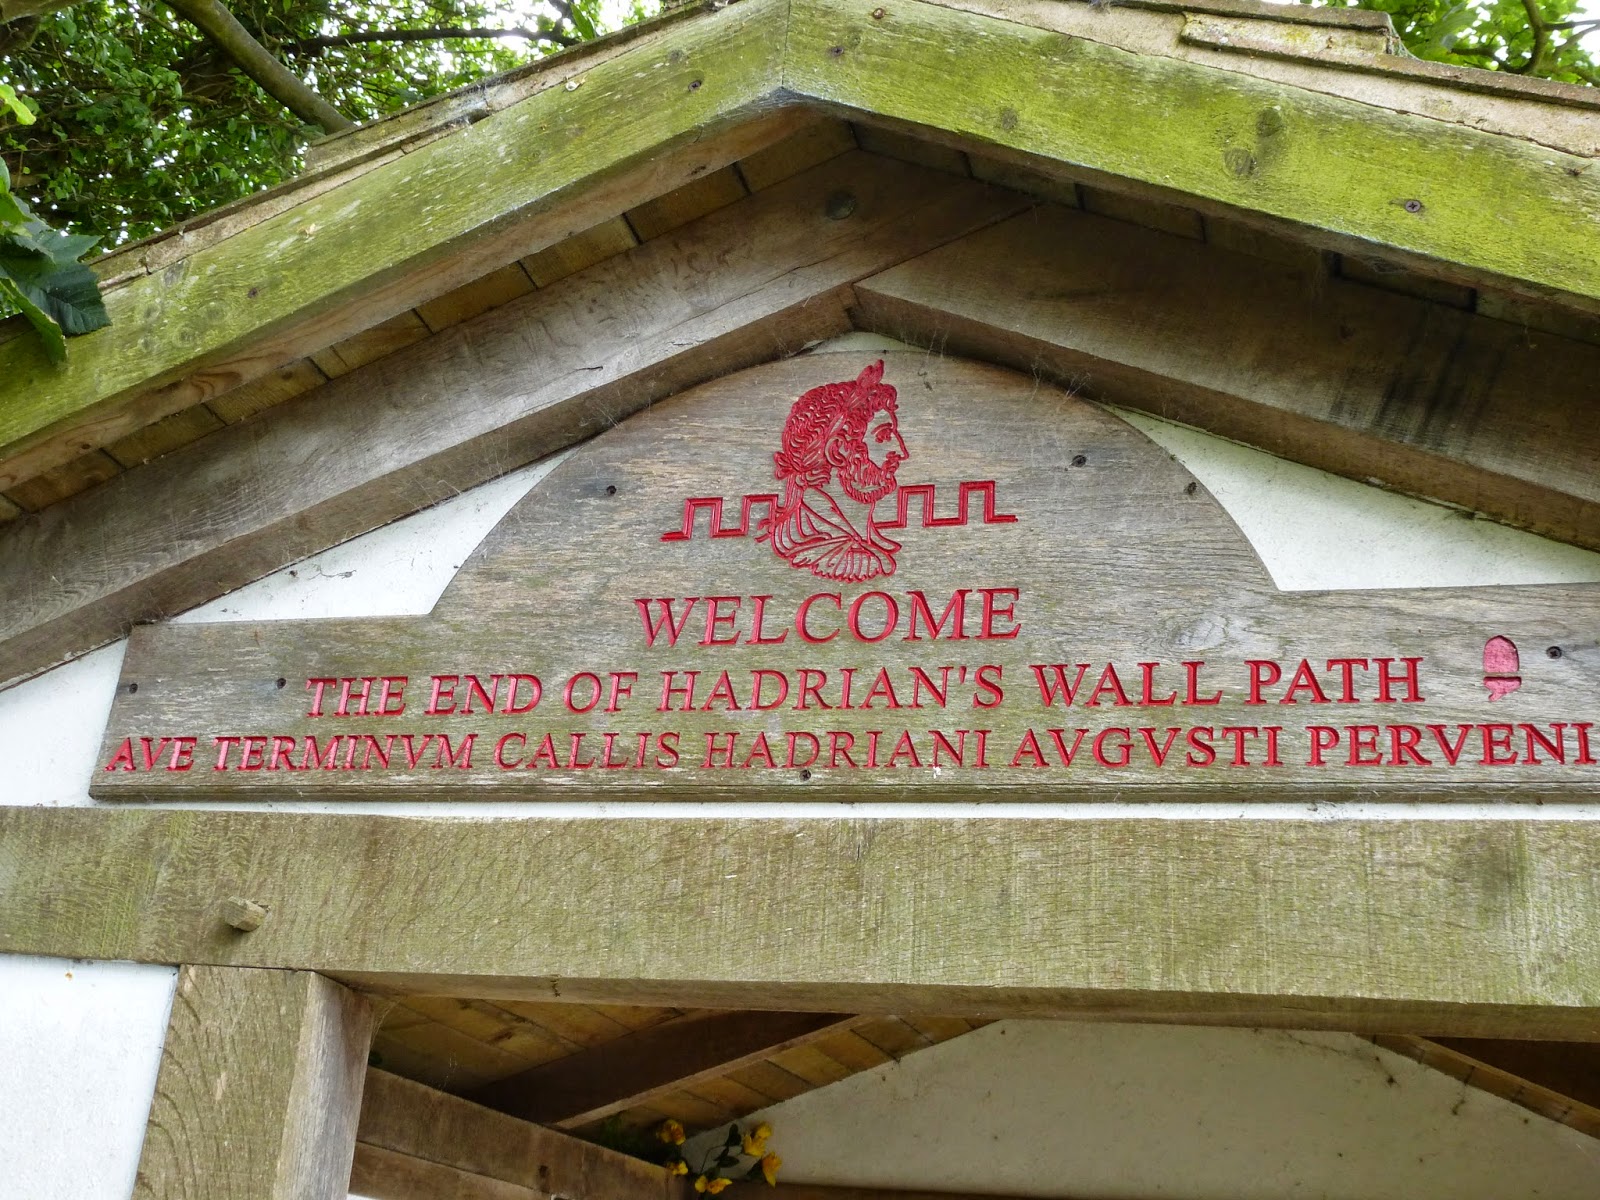 WELCOME
THE END OF HADRIAN'S WALL PATH
AVE TERMINVM CALLIS HADRIANI AVGVSTI PERVENI